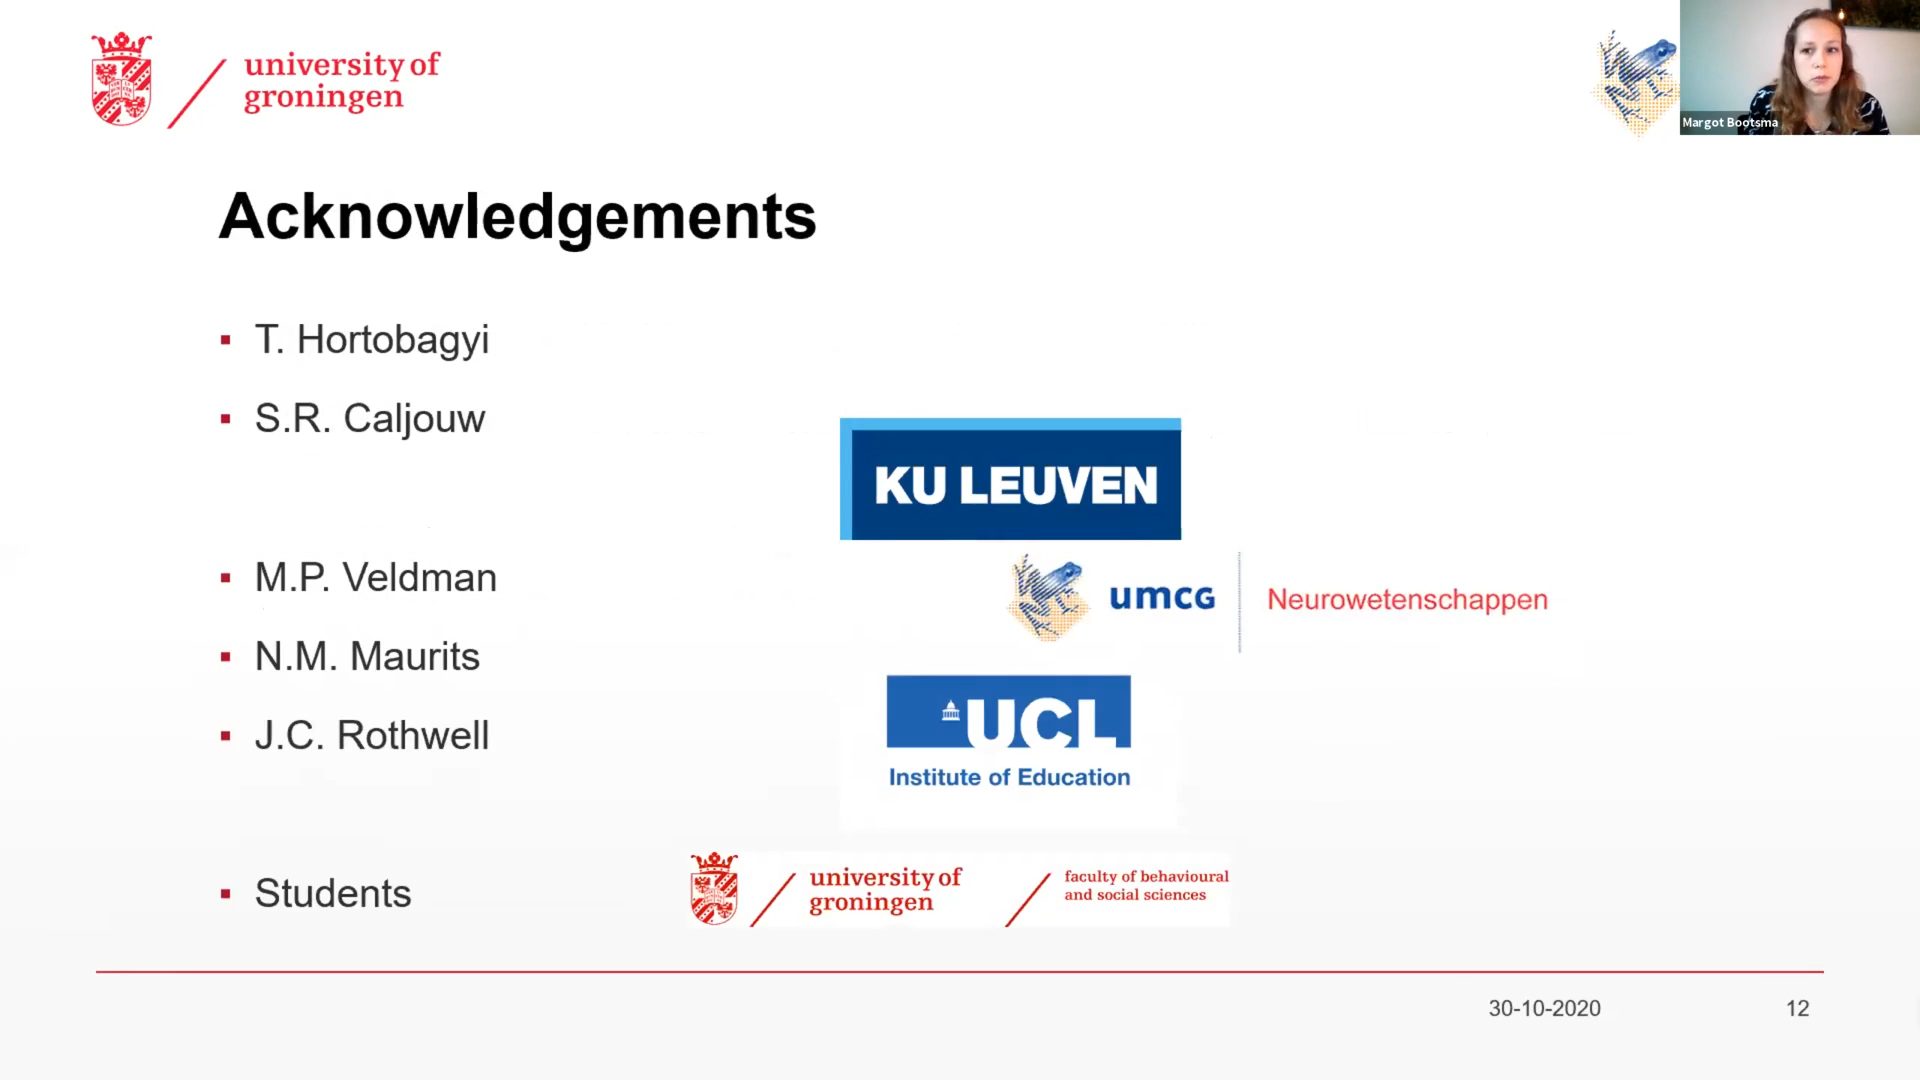 university of
groningen
Margot Bootsma
Acknowledgements
▪ T. Hortobagyi
▪ S.R. Caljouw
KU LEUVEN
▪ M.P. Veldman
umcg
Neurowetenschappen
▪ N.M. Maurits
UCL
▪ J.C. Rothwell
Institute of Education
▪ Students
university of
groningen
faculty of behavioural
and social sciences
30-10-2020
12